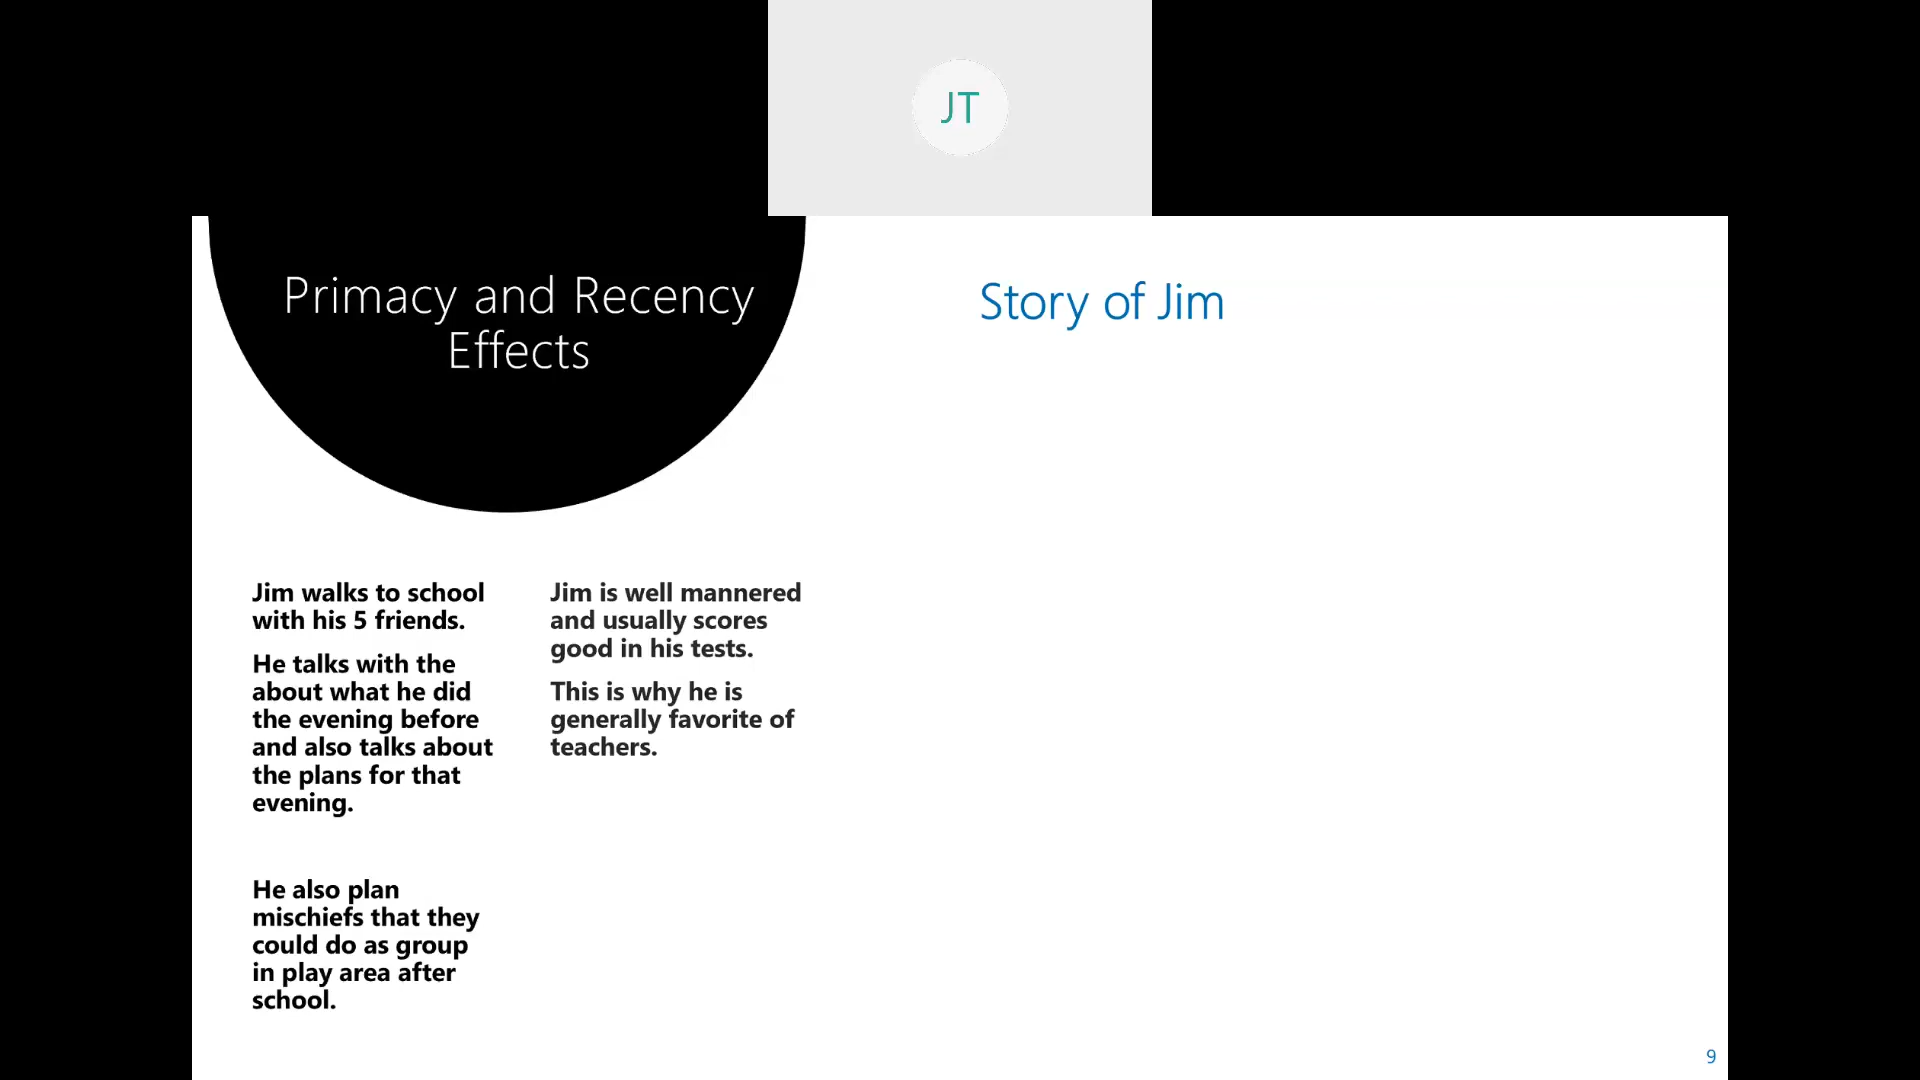 JT
Primacy and Recency
Effects
Story of Jim
Jim walks to school
with his 5 friends.
He talks with the
about what he did
the evening before
and also talks about
the plans for that
evening.
He also plan
mischiefs that they
could do as group
in play area after
school.
Jim is well mannered
and usually scores
good in his tests.
This is why he is
generally favorite of
teachers.
9